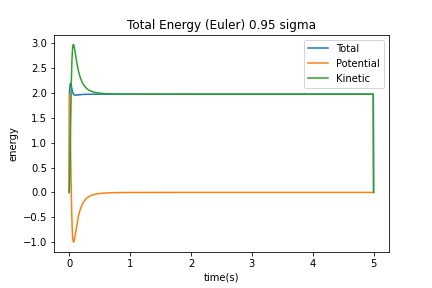 Total Energy (Euler) 0.95 sigma
Total
Potential
Kinetic
energy
3.0
2.5
2.0
1.5
1.0
0.5
0.0
−0.5
−1.0
0 1 2 3 4 5
time(s)